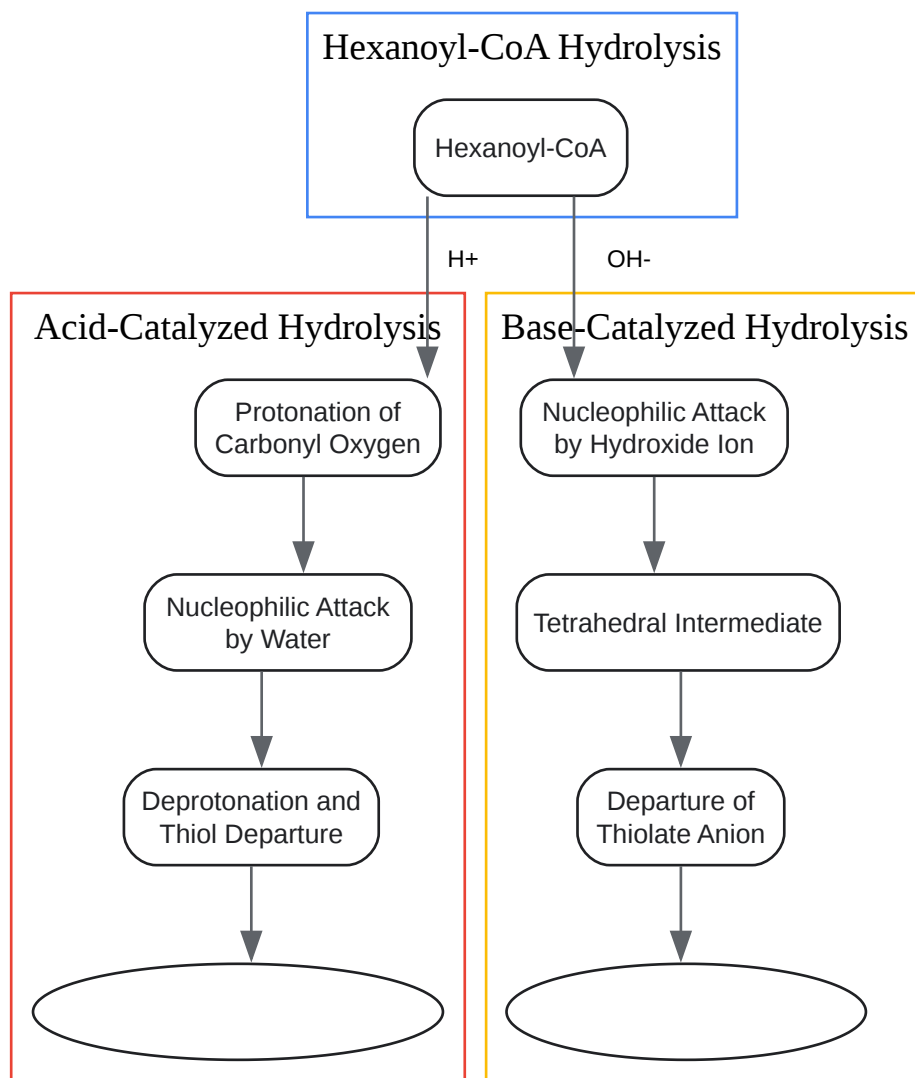 Hexanoyl-CoA Hydrolysis
Hexanoyl-CoA
H+
OH-
Acid-Catalyzed Hydrolysis
Protonation of
Carbonyl Oxygen
Nucleophilic Attack
by Water
Deprotonation and
Thiol Departure
Base-Catalyzed Hydrolysis
Nucleophilic Attack
by Hydroxide Ion
Tetrahedral Intermediate
Departure of
Thiolate Anion